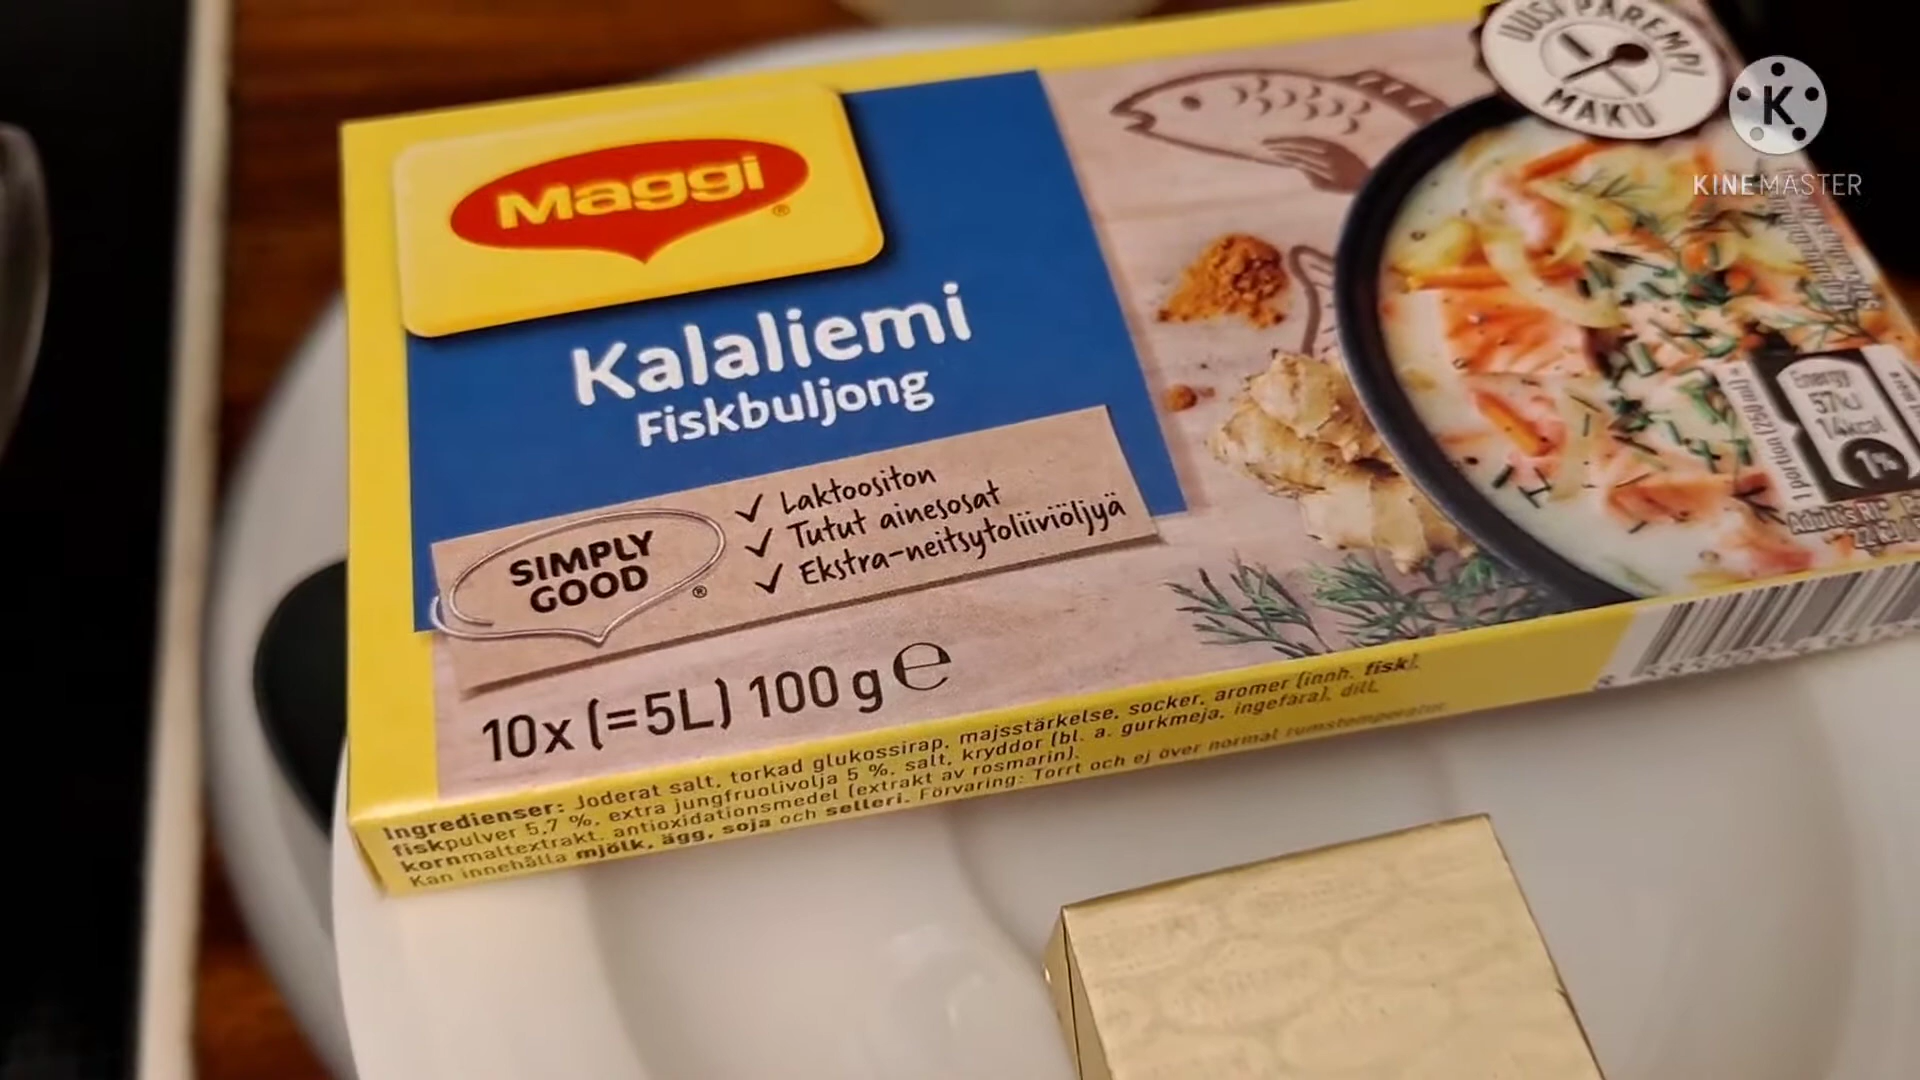 UUSI PAREMPI
MAKU
KINEMASTER
Maggi
Kalaliemi
Fiskbuljong
SIMPLY
GOOD
✓ Laktoositon
✓ Tutut ainesosat
✓ Ekstra-neitsytoliiviöljyä
10x (=5L) 100 g ℮
Energy
57kJ
14kcal
1%
1 portion (250 ml)
Ingredienser: Joderat salt, torkad glukossirap, majsstärkelse, socker, aromer (innh. fisk),
fiskpulver 5,7 %, extra jungfruolivolja 5 %, salt, kryddor (bl. a. gurkmeja, ingefära), dill,
kornmaltextrakt, antioxidationsmedel (extrakt av rosmarin).
Kan innehålla mjölk, ägg, soja och selleri. Förvaring: Torrt och ej över normal rumstemperatur.